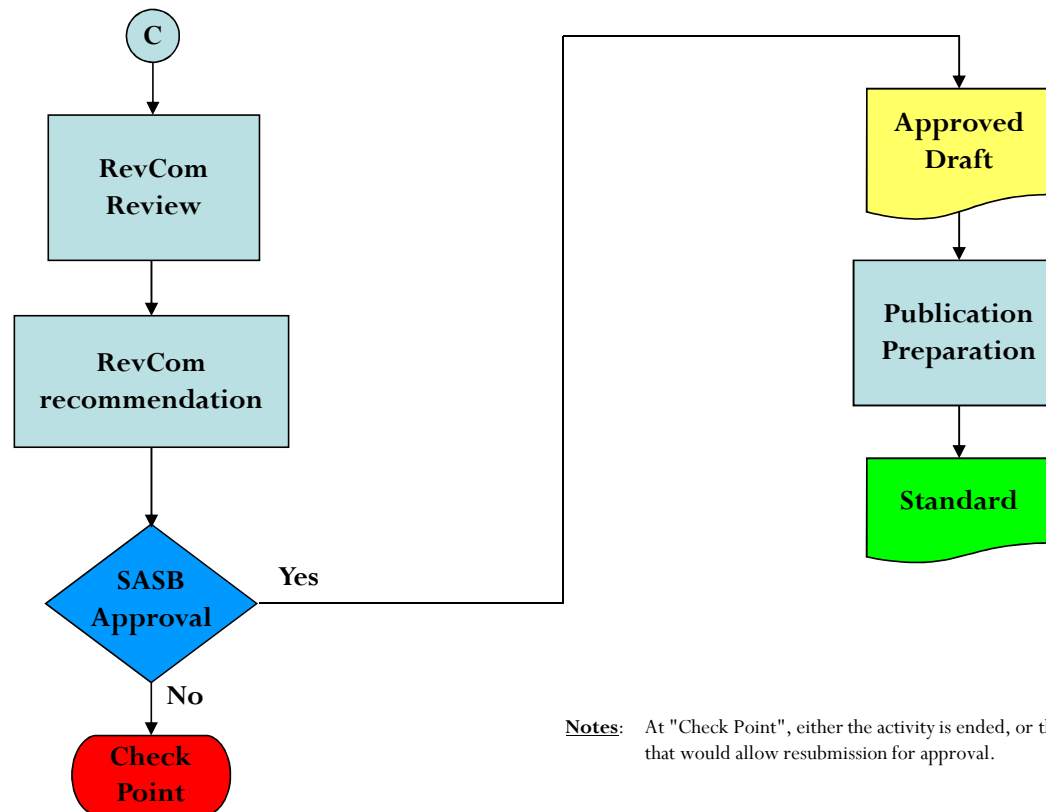 C
RevCom
Review
RevCom
recommendation
SASB
Approval
Yes
No
Check
Point
Approved
Draft
Publication
Preparation
Standard
Notes: At "Check Point", either the activity is ended, or
that would allow resubmission for approval.